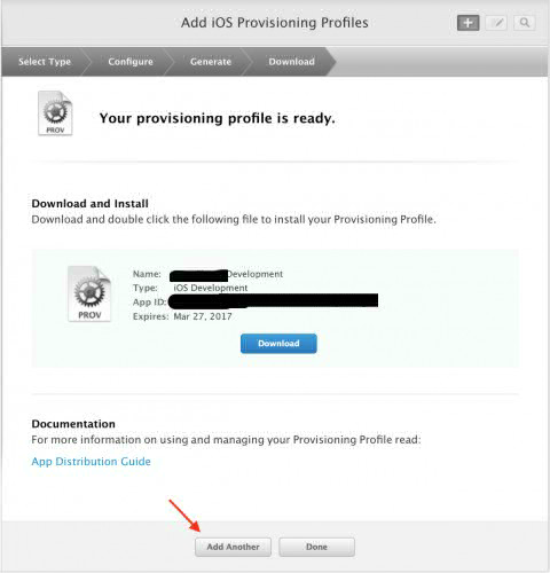 Add iOS Provisioning Profiles
Select Type Configure Generate Download
PROV
Your provisioning profile is ready.
Download and Install
Download and double click the following file to install your Provisioning Profile.
PROV
Name: Development
Type: iOS Development
App ID:
Expires: Mar 27, 2017
Download
Documentation
For more information on using and managing your Provisioning Profile read:
App Distribution Guide
Add Another Done